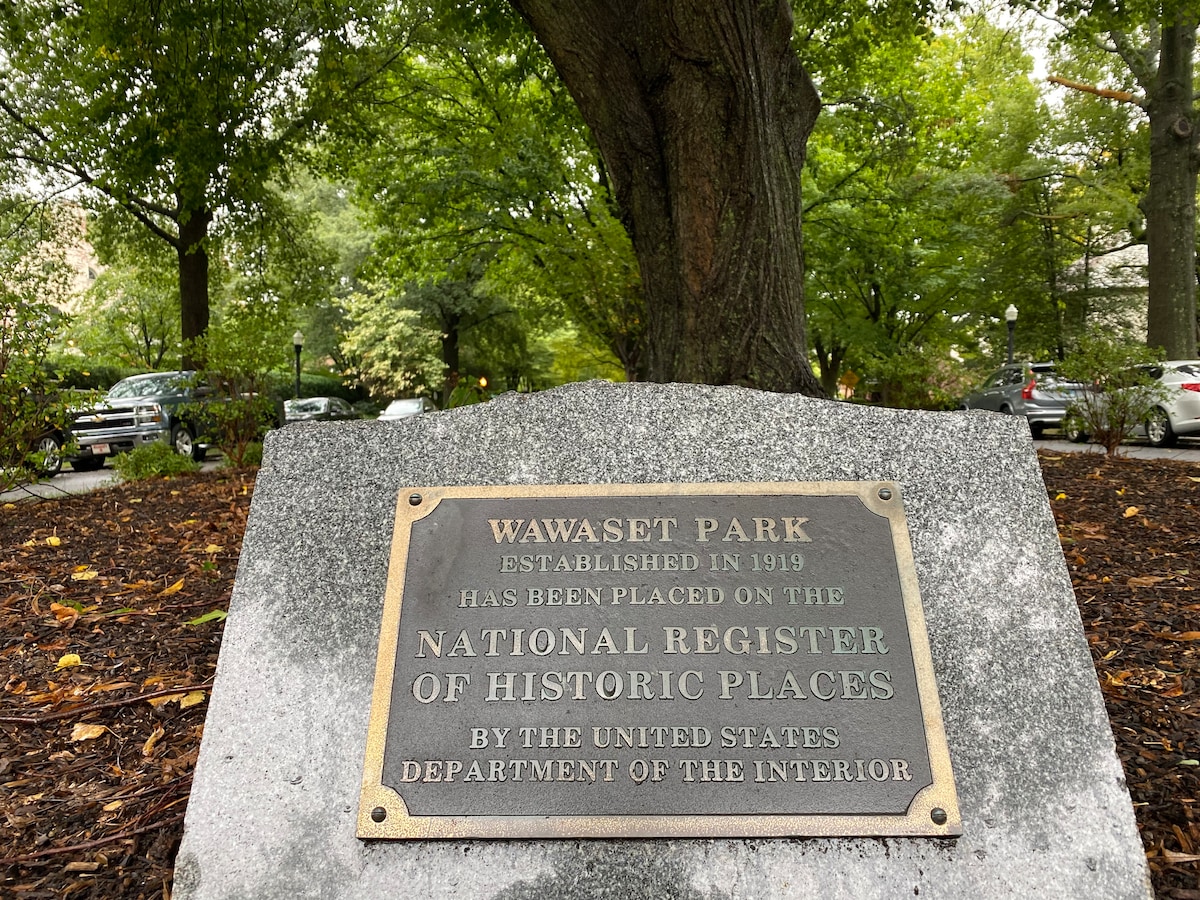 WAWASET PARK
ESTABLISHED IN 1919
HAS BEEN PLACED ON THE
NATIONAL REGISTER
OF HISTORIC PLACES
BY THE UNITED STATES
DEPARTMENT OF THE INTERIOR